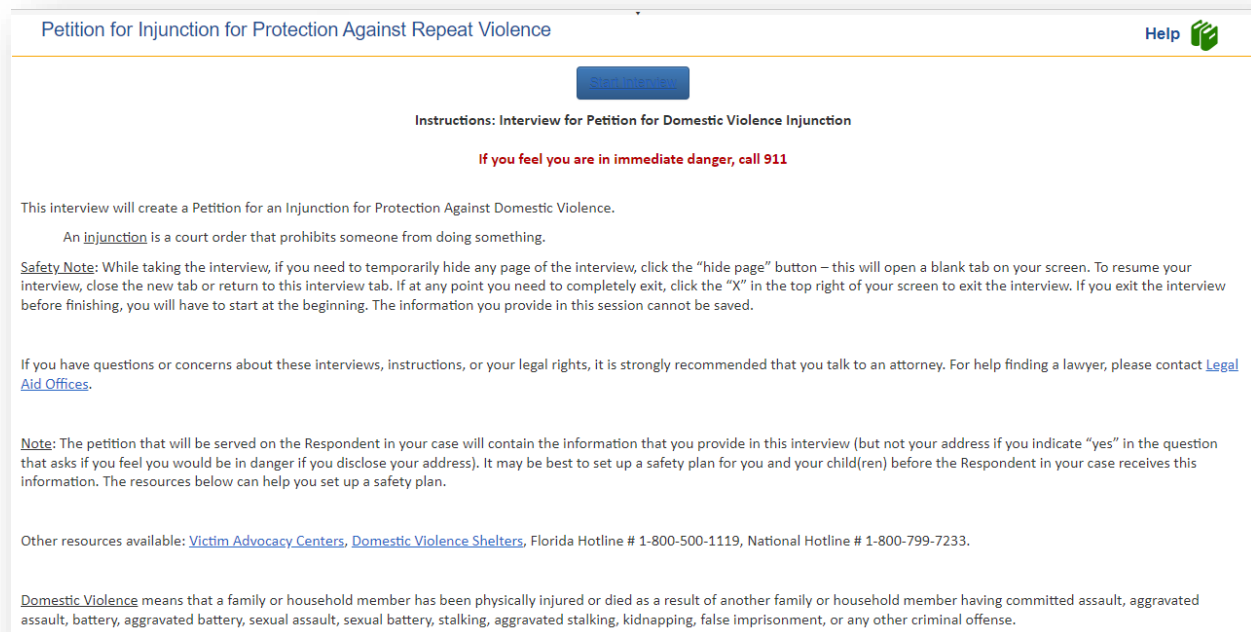 Petition for Injunction for Protection Against Repeat Violence
Help
Start Interview
Instructions: Interview for Petition for Domestic Violence Injunction
If you feel you are in immediate danger, call 911
This interview will create a Petition for an Injunction for Protection Against Domestic Violence.
An injunction is a court order that prohibits someone from doing something.
Safety Note: While taking the interview, if you need to temporarily hide any page of the interview, click the “hide page” button – this will open a blank tab on your screen. To resume your
interview, close the new tab or return to this interview tab. If at any point you need to completely exit, click the “X” in the top right of your screen to exit the interview. If you exit the interview
before finishing, you will have to start at the beginning. The information you provide in this session cannot be saved.
If you have questions or concerns about these interviews, instructions, or your legal rights, it is strongly recommended that you talk to an attorney. For help finding a lawyer, please contact Legal
Aid Offices.
Note: The petition that will be served on the Respondent in your case will contain the information that you provide in this interview (but not your address if you indicate “yes” in the question
that asks if you feel you would be in danger if you disclose your address). It may be best to set up a safety plan for you and your child(ren) before the Respondent in your case receives this
information. The resources below can help you set up a safety plan.
Other resources available: Victim Advocacy Centers, Domestic Violence Shelters, Florida Hotline # 1-800-500-1119, National Hotline # 1-800-799-7233.
Domestic Violence means that a family or household member has been physically injured or died as a result of another family or household member having committed assault, aggravated
assault, battery, aggravated battery, sexual assault, sexual battery, stalking, aggravated stalking, kidnapping, false imprisonment, or any other criminal offense.